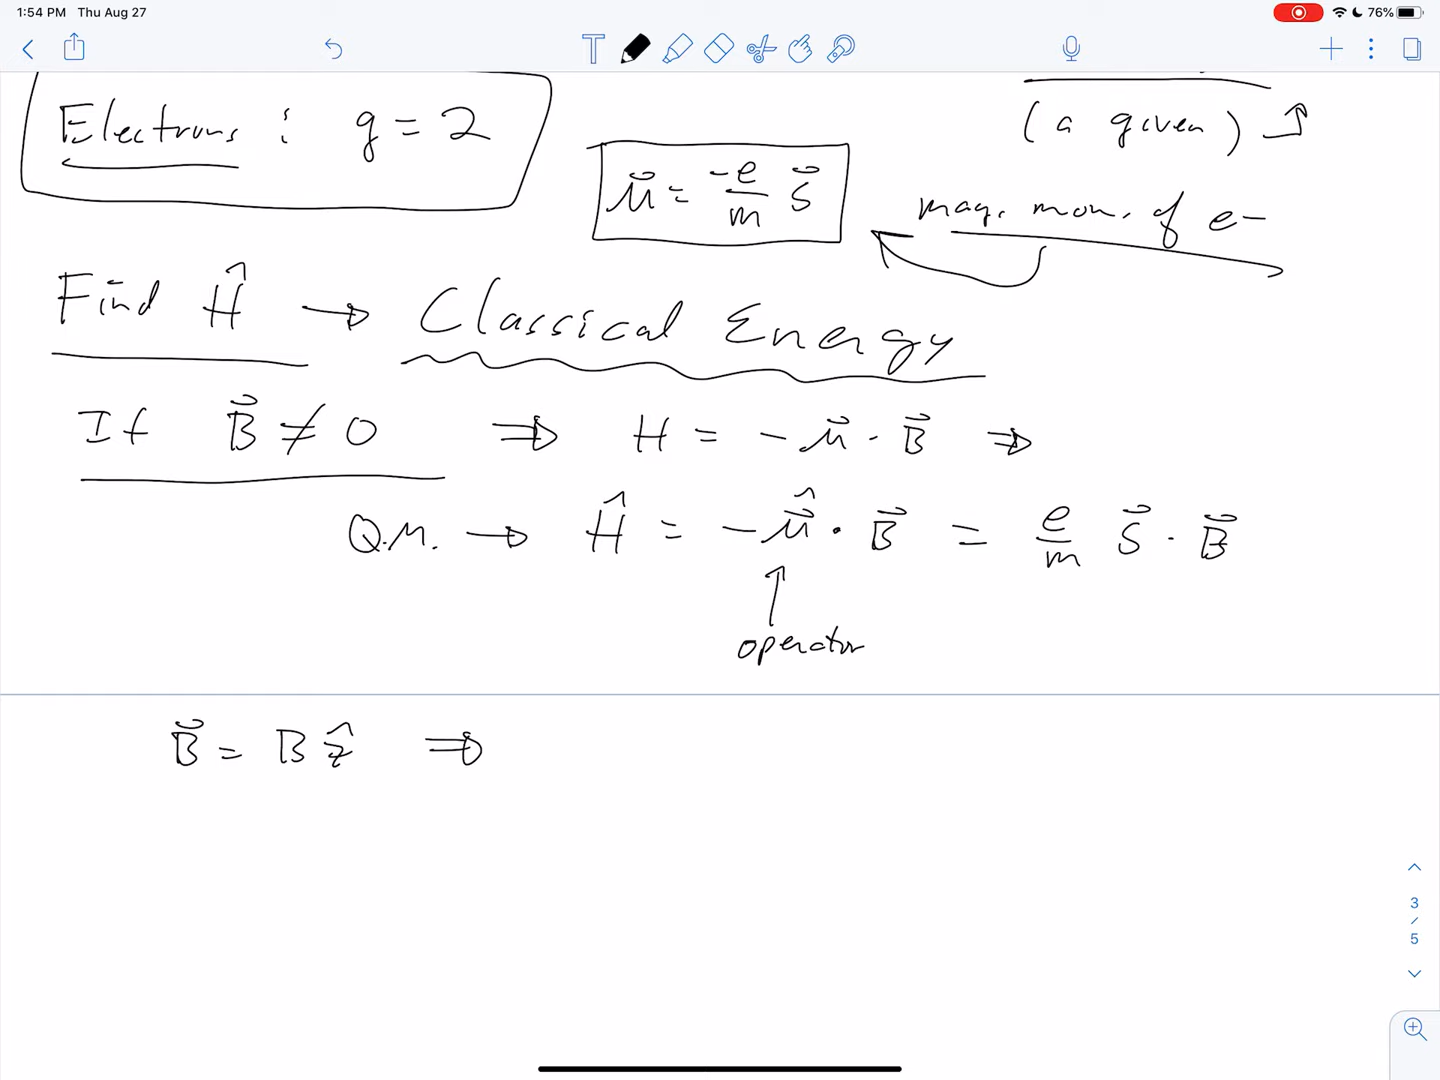 1:54 PM Thu Aug 27
76%
T
Electrons : g = 2
(a given)
μ⃗ = -e/m S⃗
mag. mom. of e-
Find Ĥ → Classical Energy
If B⃗ ≠ 0 ⇒ H = - μ⃗ · B⃗ ⇒
Q.M. → Ĥ = - μ⃗̂ · B⃗ = e/m S⃗ · B⃗
operator
B⃗ = B ẑ ⇒
3
/
5